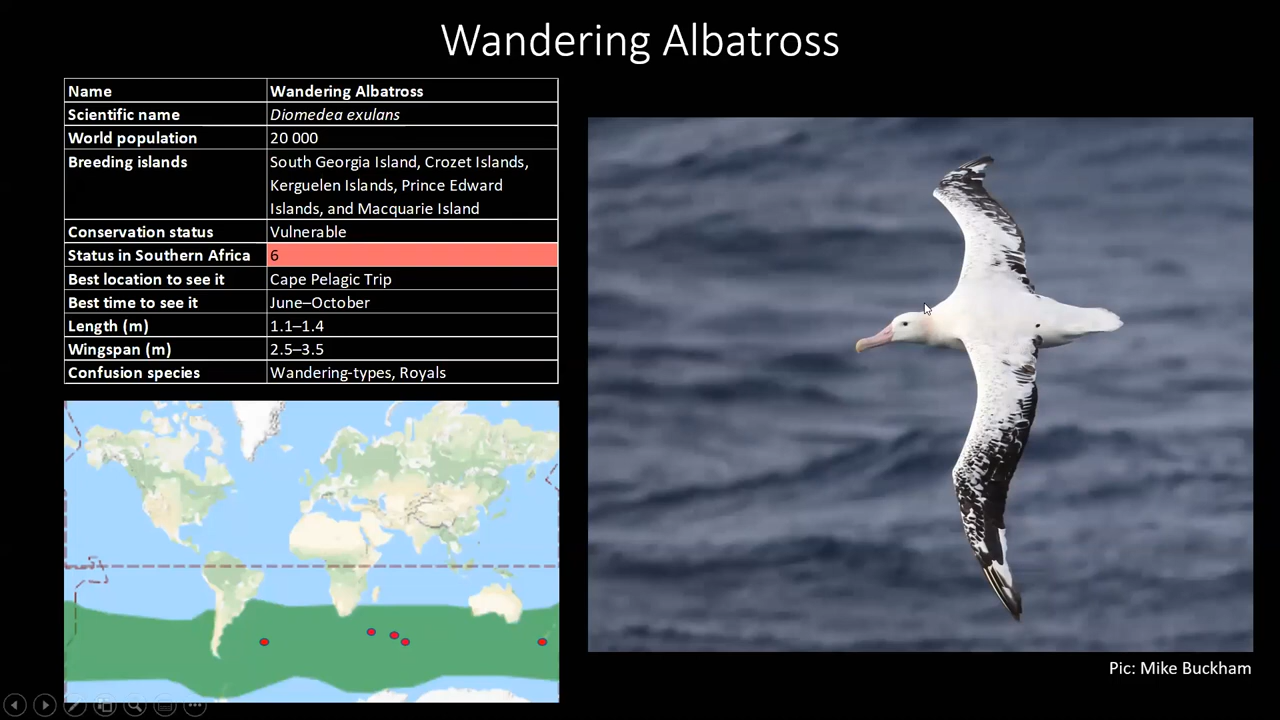 Wandering Albatross
Name Wandering Albatross
Scientific name Diomedea exulans
World population 20 000
Breeding islands South Georgia Island, Crozet Islands,
Kerguelen Islands, Prince Edward
Islands, and Macquarie Island
Conservation status Vulnerable
Status in Southern Africa 6
Best location to see it Cape Pelagic Trip
Best time to see it June–October
Length (m) 1.1–1.4
Wingspan (m) 2.5–3.5
Confusion species Wandering-types, Royals
Pic: Mike Buckham